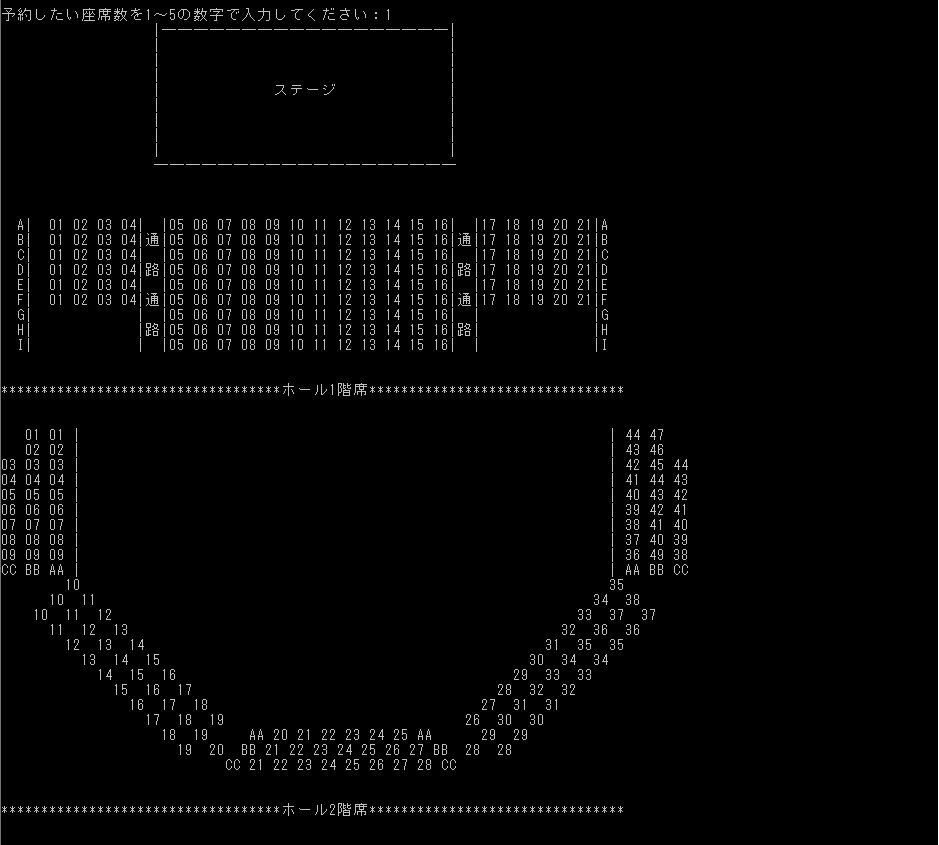 予約したい座席数を1～5の数字で入力してください：1
ステージ
A|  01 02 03 04| |05 06 07 08 09 10 11 12 13 14 15 16| |17 18 19 20 21|A
B|  01 02 03 04|通|05 06 07 08 09 10 11 12 13 14 15 16|通|17 18 19 20 21|B
C|  01 02 03 04| |05 06 07 08 09 10 11 12 13 14 15 16| |17 18 19 20 21|C
D|  01 02 03 04|路|05 06 07 08 09 10 11 12 13 14 15 16|路|17 18 19 20 21|D
E|  01 02 03 04| |05 06 07 08 09 10 11 12 13 14 15 16| |17 18 19 20 21|E
F|  01 02 03 04|通|05 06 07 08 09 10 11 12 13 14 15 16|通|17 18 19 20 21|F
G| | |05 06 07 08 09 10 11 12 13 14 15 16| | |G
H| |路|05 06 07 08 09 10 11 12 13 14 15 16|路| |H
I| | |05 06 07 08 09 10 11 12 13 14 15 16| | |I
***********************************ホール1階席********************************
01 01 | | 44 47
02 02 | | 43 46
03 03 03 | | 42 45 44
04 04 04 | | 41 44 43
05 05 05 | | 40 43 42
06 06 06 | | 39 42 41
07 07 07 | | 38 41 40
08 08 08 | | 37 40 39
09 09 09 | | 36 49 38
CC BB AA | | AA BB CC
10 35
10 11 34 38
10 11 12 33 37 37
11 12 13 32 36 36
12 13 14 31 35 35
13 14 15 30 34 34
14 15 16 29 33 33
15 16 17 28 32 32
16 17 18 27 31 31
17 18 19 26 30 30
18 19 AA 20 21 22 23 24 25 AA 29 29
19 20 BB 21 22 23 24 25 26 27 BB 28 28
CC 21 22 23 24 25 26 27 28 CC
***********************************ホール2階席********************************